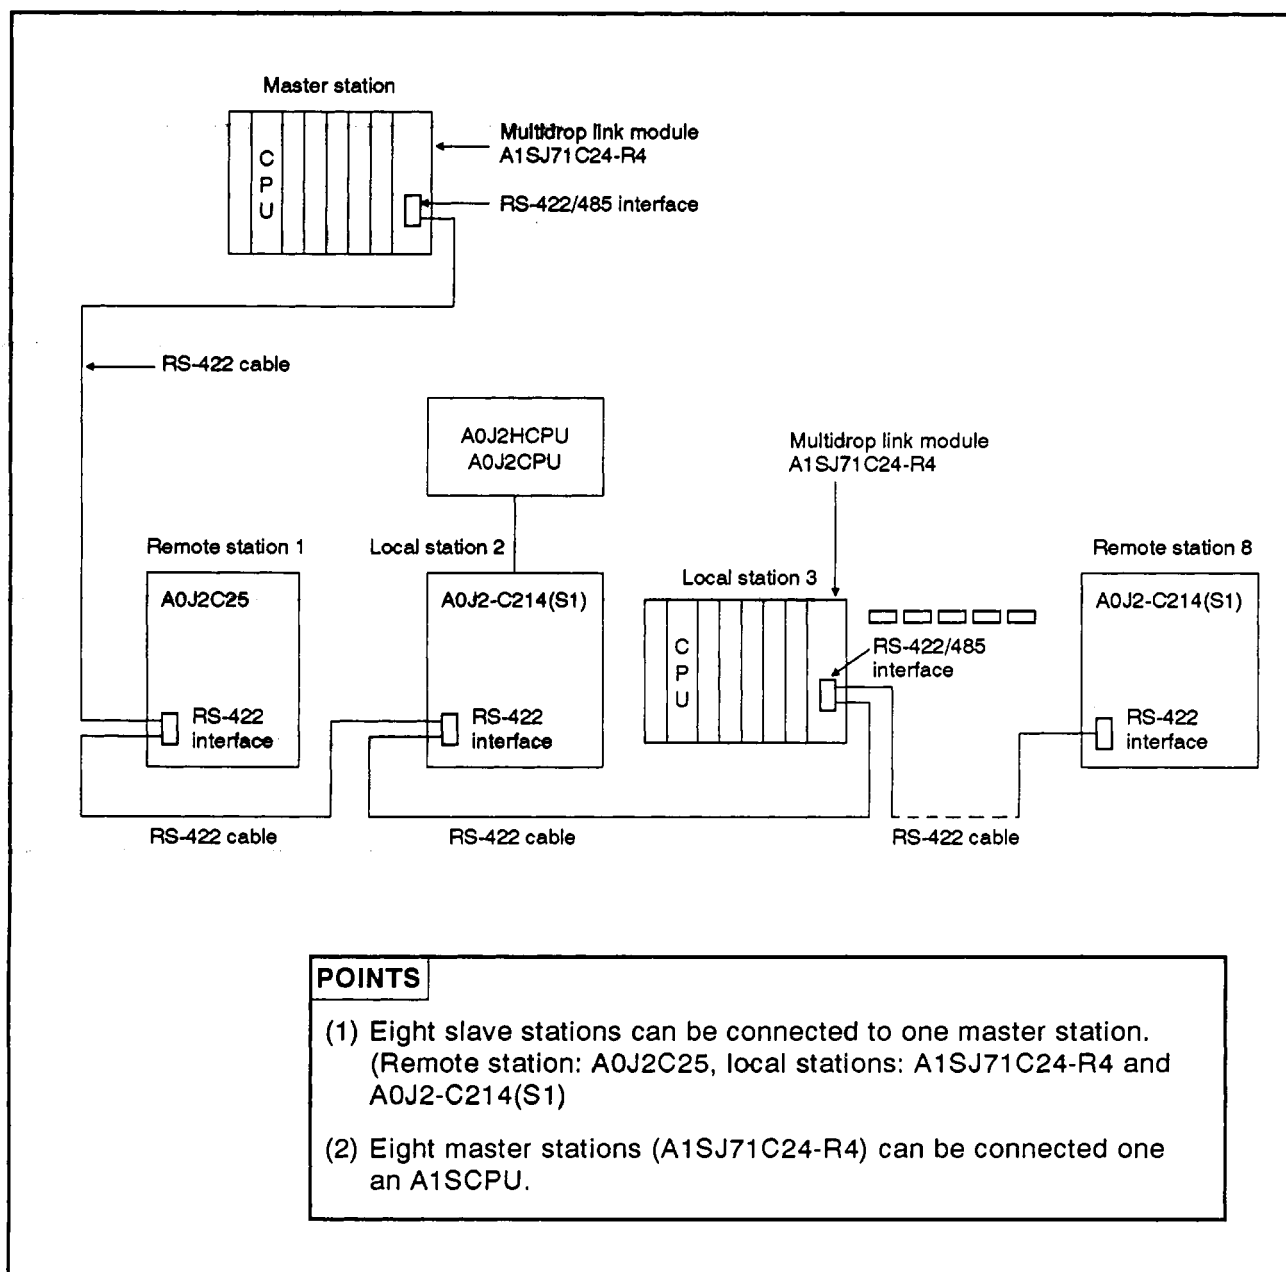 Master station
Multidrop link module
A1SJ71C24-R4
C
P
U
RS-422/485 interface
RS-422 cable
A0J2HCPU
A0J2CPU
Multidrop link module
A1SJ71C24-R4
Remote station 1
Local station 2
Local station 3
Remote station 8
A0J2C25
A0J2-C214(S1)
C
P
U
RS-422/485
interface
A0J2-C214(S1)
RS-422
interface
RS-422
interface
RS-422
interface
RS-422 cable
RS-422 cable
RS-422 cable
POINTS
(1) Eight slave stations can be connected to one master station.
(Remote station: A0J2C25, local stations: A1SJ71C24-R4 and
A0J2-C214(S1)
(2) Eight master stations (A1SJ71C24-R4) can be connected one
an A1SCPU.